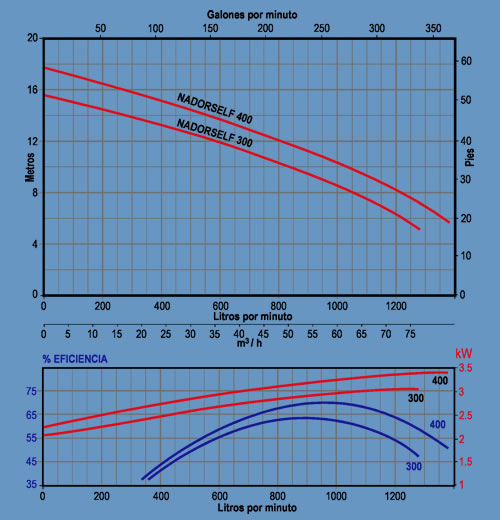 Galones por minuto
50 100 150 200 250 300 350
20
16
12
8
4
0
Metros
60
50
40
30
20
10
0
Pies
NADORSELF 400
NADORSELF 300
0 200 400 600 800 1000 1200
Litros por minuto
0 5 10 15 20 25 30 35 40 45 50 55 60 65 70 75
m³ / h
% EFICIENCIA
kW
75
65
55
45
35
3.5
3
2.5
2
1.5
1
400
300
400
300
0 200 400 600 800 1000 1200
Litros por minuto